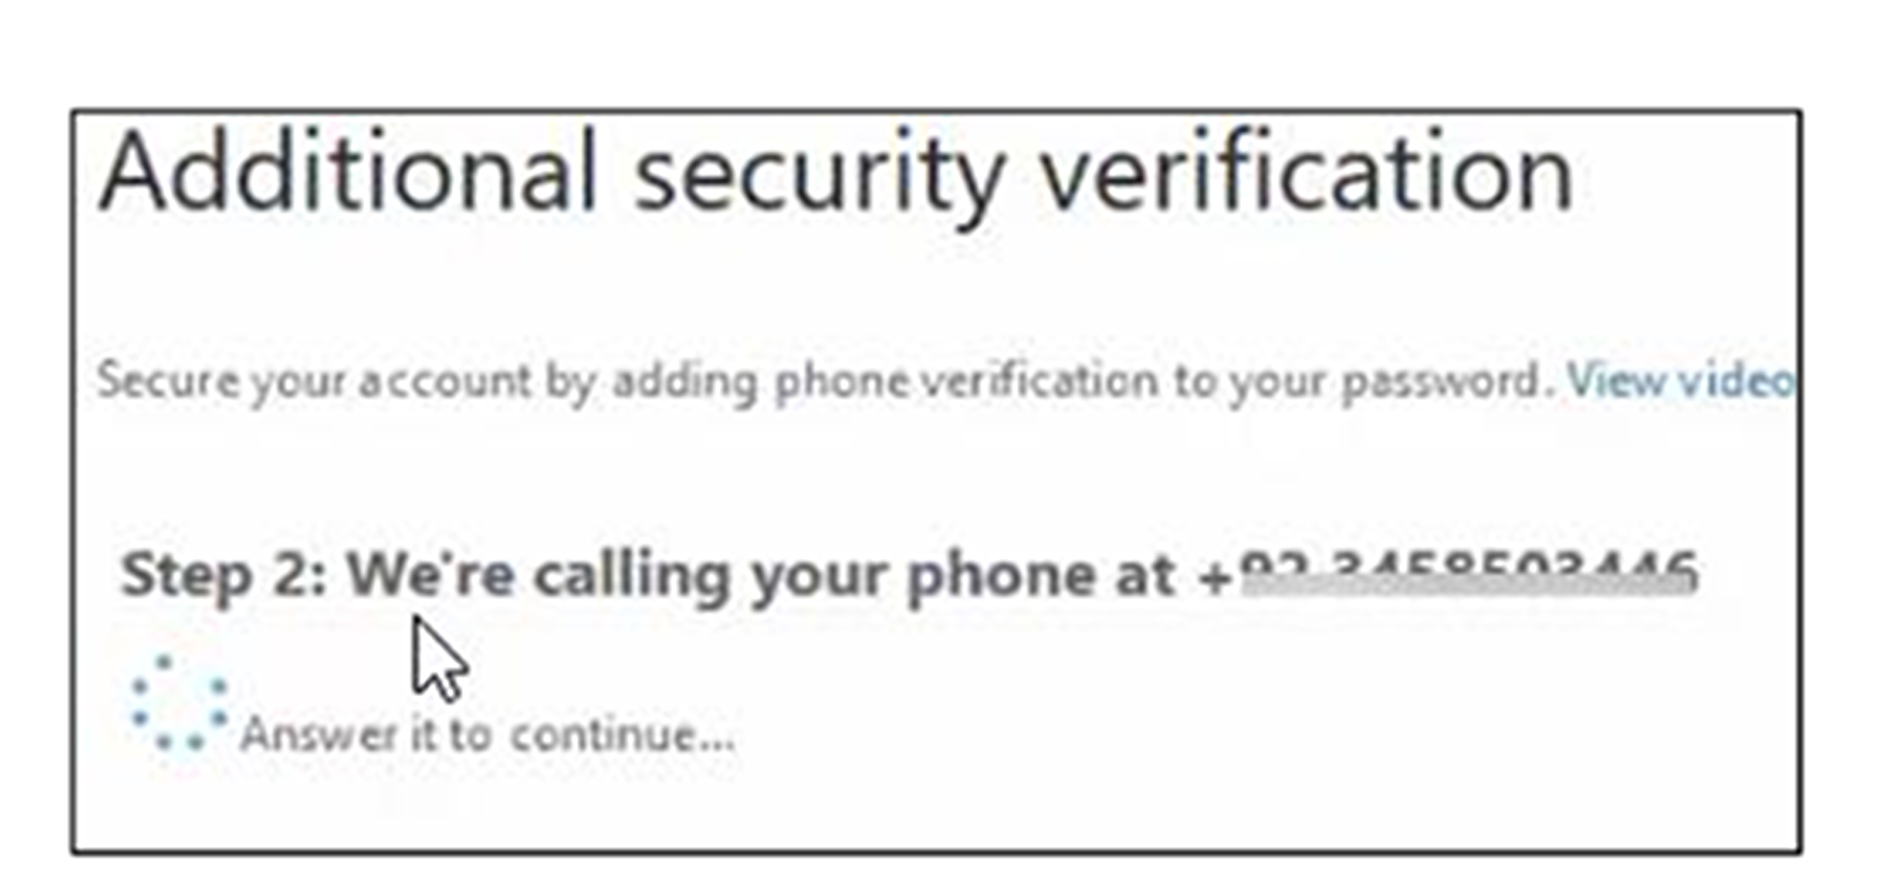 Additional security verification
Secure your account by adding phone verification to your password. View video
Step 2: We're calling your phone at +
Answer it to continue...